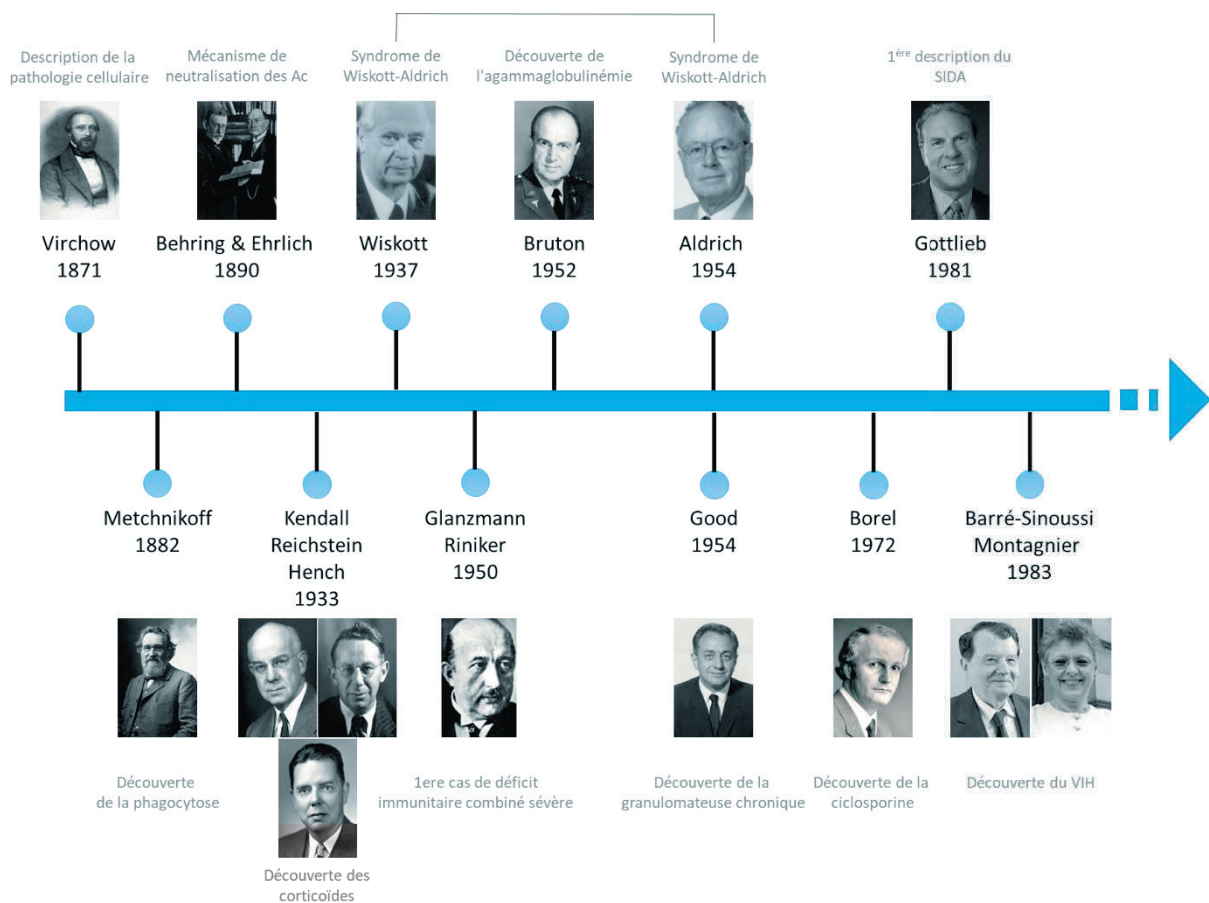 Description de la
pathologie cellulaire
Mécanisme de
neutralisation des Ac
Syndrome de
Wiskott-Aldrich
Découverte de
l'agammaglobulinémie
Syndrome de
Wiskott-Aldrich
1ère description du
SIDA
Virchow
1871
Behring & Ehrlich
1890
Wiskott
1937
Bruton
1952
Aldrich
1954
Gottlieb
1981
Metchnikoff
1882
Kendall
Reichstein
Hench
1933
Glanzmann
Riniker
1950
Good
1954
Borel
1972
Barré-Sinoussi
Montagnier
1983
Découverte
de la phagocytose
Découverte des
corticoïdes
1ere cas de déficit
immunitaire combiné sévère
Découverte de la
granulomateuse chronique
Découverte de la
ciclosporine
Découverte du VIH